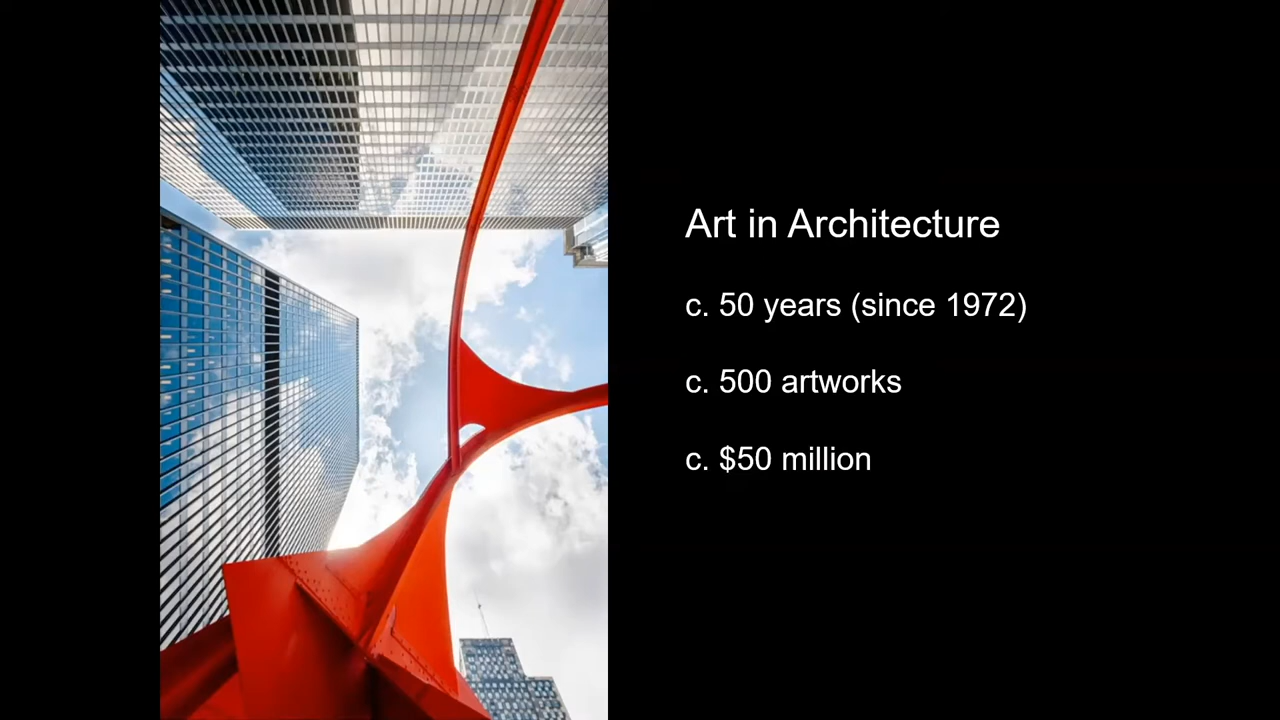 Art in Architecture
c. 50 years (since 1972)
c. 500 artworks
c. $50 million